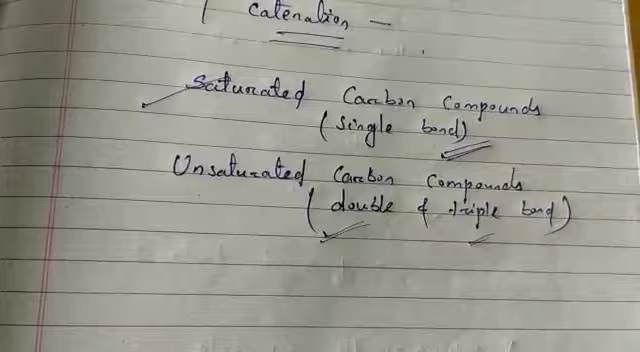 Catenation —
Saturated Carbon Compounds
(single bond)
Unsaturated Carbon Compounds
(double & triple bond)